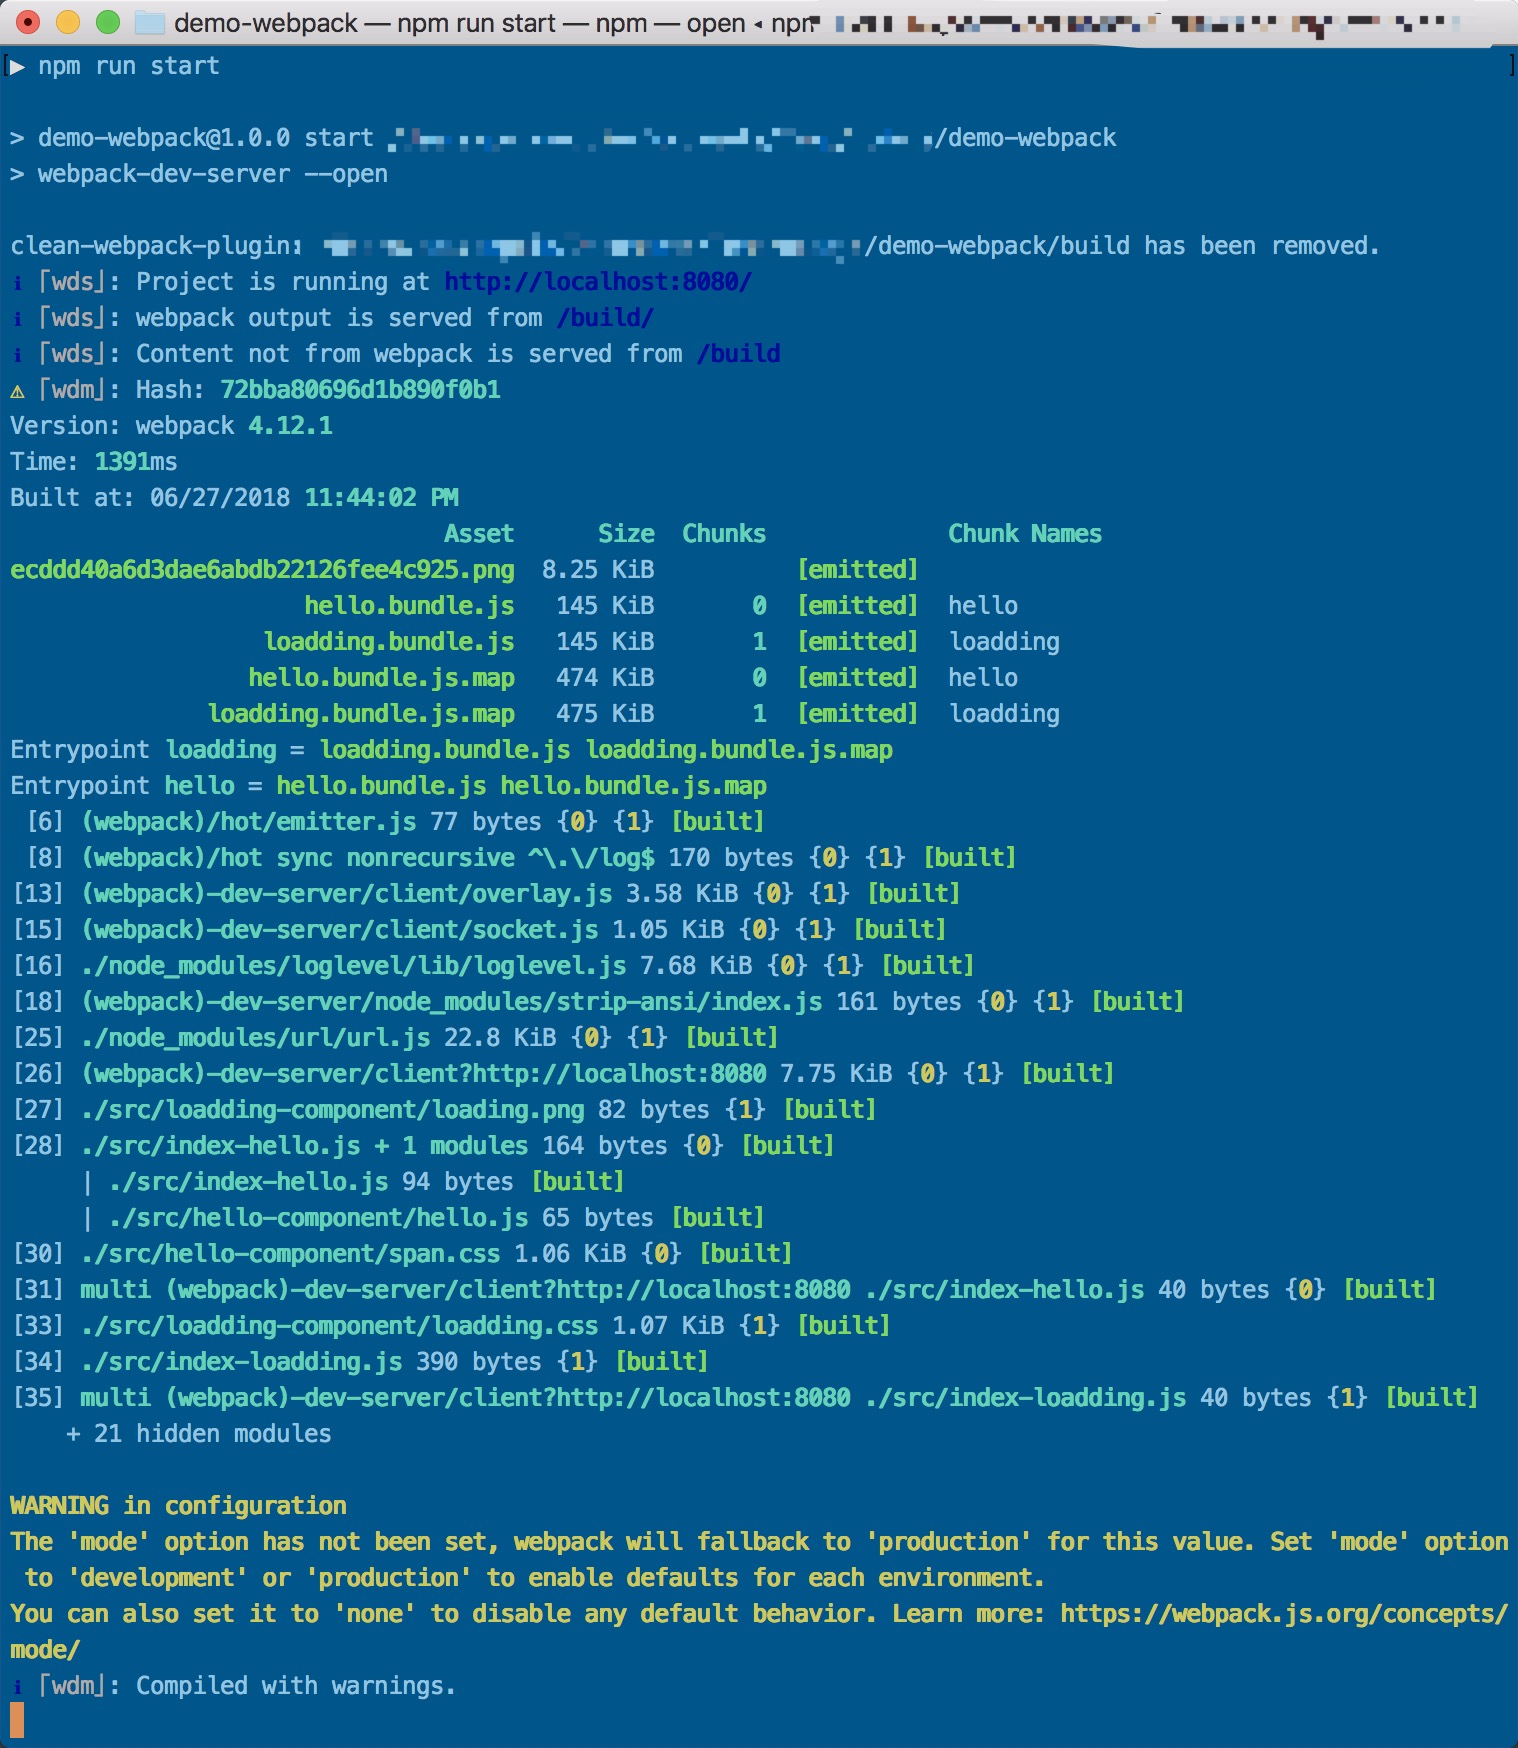 demo-webpack — npm run start — npm — open ◂ npn
[▶ npm run start ]
> demo-webpack@1.0.0 start /demo-webpack
> webpack-dev-server --open
clean-webpack-plugin: /demo-webpack/build has been removed.
ℹ ｢wds｣: Project is running at http://localhost:8080/
ℹ ｢wds｣: webpack output is served from /build/
ℹ ｢wds｣: Content not from webpack is served from /build
⚠ ｢wdm｣: Hash: 72bba80696d1b890f0b1
Version: webpack 4.12.1
Time: 1391ms
Built at: 06/27/2018 11:44:02 PM
Asset Size Chunks Chunk Names
ecddd40a6d3dae6abdb22126fee4c925.png 8.25 KiB [emitted]
hello.bundle.js 145 KiB 0 [emitted] hello
loadding.bundle.js 145 KiB 1 [emitted] loadding
hello.bundle.js.map 474 KiB 0 [emitted] hello
loadding.bundle.js.map 475 KiB 1 [emitted] loadding
Entrypoint loadding = loadding.bundle.js loadding.bundle.js.map
Entrypoint hello = hello.bundle.js hello.bundle.js.map
[6] (webpack)/hot/emitter.js 77 bytes {0} {1} [built]
[8] (webpack)/hot sync nonrecursive ^\.\/log$ 170 bytes {0} {1} [built]
[13] (webpack)-dev-server/client/overlay.js 3.58 KiB {0} {1} [built]
[15] (webpack)-dev-server/client/socket.js 1.05 KiB {0} {1} [built]
[16] ./node_modules/loglevel/lib/loglevel.js 7.68 KiB {0} {1} [built]
[18] (webpack)-dev-server/node_modules/strip-ansi/index.js 161 bytes {0} {1} [built]
[25] ./node_modules/url/url.js 22.8 KiB {0} {1} [built]
[26] (webpack)-dev-server/client?http://localhost:8080 7.75 KiB {0} {1} [built]
[27] ./src/loadding-component/loading.png 82 bytes {1} [built]
[28] ./src/index-hello.js + 1 modules 164 bytes {0} [built]
| ./src/index-hello.js 94 bytes [built]
| ./src/hello-component/hello.js 65 bytes [built]
[30] ./src/hello-component/span.css 1.06 KiB {0} [built]
[31] multi (webpack)-dev-server/client?http://localhost:8080 ./src/index-hello.js 40 bytes {0} [built]
[33] ./src/loadding-component/loadding.css 1.07 KiB {1} [built]
[34] ./src/index-loadding.js 390 bytes {1} [built]
[35] multi (webpack)-dev-server/client?http://localhost:8080 ./src/index-loadding.js 40 bytes {1} [built]
+ 21 hidden modules
WARNING in configuration
The 'mode' option has not been set, webpack will fallback to 'production' for this value. Set 'mode' option
to 'development' or 'production' to enable defaults for each environment.
You can also set it to 'none' to disable any default behavior. Learn more: https://webpack.js.org/concepts/
mode/
ℹ ｢wdm｣: Compiled with warnings.